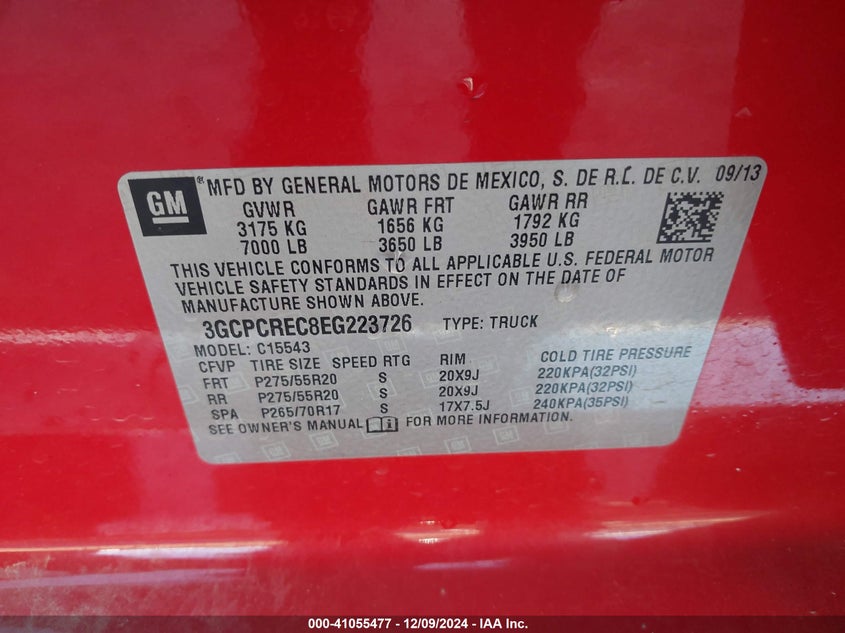 GM ® MFD BY GENERAL MOTORS DE MEXICO, S. DE R.L. DE C.V. 09/13
GVWR GAWR FRT GAWR RR
3175 KG 1656 KG 1792 KG
7000 LB 3650 LB 3950 LB
THIS VEHICLE CONFORMS TO ALL APPLICABLE U.S. FEDERAL MOTOR
VEHICLE SAFETY STANDARDS IN EFFECT ON THE DATE OF
MANUFACTURE SHOWN ABOVE.
3GCPCREC8EG223726 TYPE: TRUCK
MODEL: C15543
CFVP TIRE SIZE SPEED RTG RIM COLD TIRE PRESSURE
FRT P275/55R20 S 20X9J 220KPA(32PSI)
RR P275/55R20 S 20X9J 220KPA(32PSI)
SPA P265/70R17 S 17X7.5J 240KPA(35PSI)
SEE OWNER'S MANUAL FOR MORE INFORMATION.
000-41055477 - 12/09/2024 - IAA Inc.